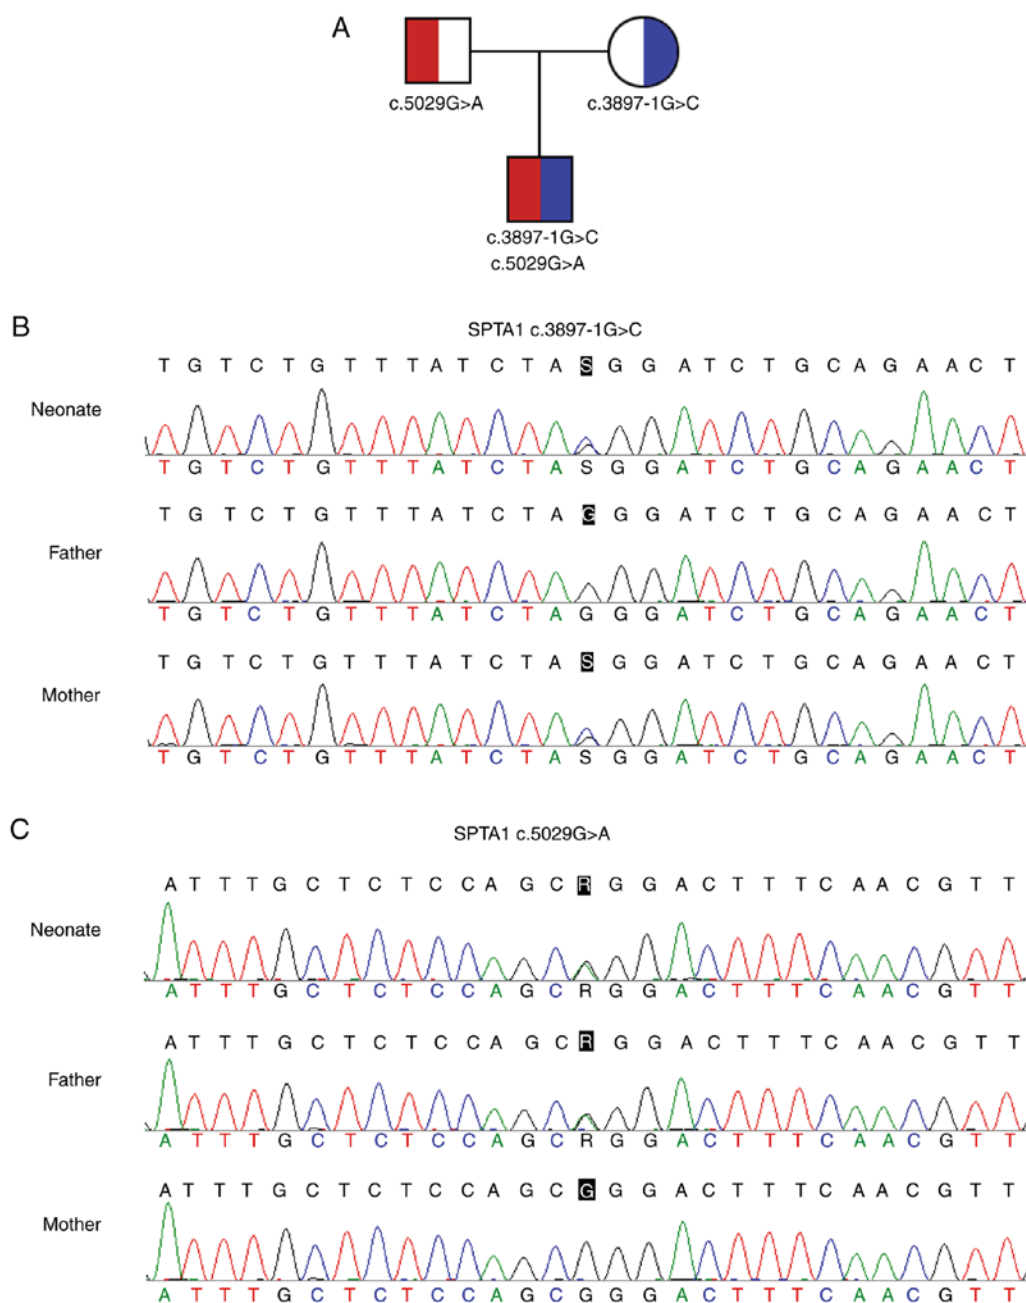 A
c.5029G>A c.3897-1G>C
c.3897-1G>C
c.5029G>A
B
SPTA1 c.3897-1G>C
T G T C T G T T T A T C T A S G G A T C T G C A G A A C T
Neonate
T G T C T G T T T A T C T A S G G A T C T G C A G A A C T
T G T C T G T T T A T C T A G G G A T C T G C A G A A C T
Father
T G T C T G T T T A T C T A G G G A T C T G C A G A A C T
T G T C T G T T T A T C T A S G G A T C T G C A G A A C T
Mother
T G T C T G T T T A T C T A S G G A T C T G C A G A A C T
C
SPTA1 c.5029G>A
A T T T G C T C T C C A G C R G G A C T T T C A A C G T T
Neonate
A T T T G C T C T C C A G C R G G A C T T T C A A C G T T
A T T T G C T C T C C A G C R G G A C T T T C A A C G T T
Father
A T T T G C T C T C C A G C R G G A C T T T C A A C G T T
A T T T G C T C T C C A G C G G G A C T T T C A A C G T T
Mother
A T T T G C T C T C C A G C G G G A C T T T C A A C G T T